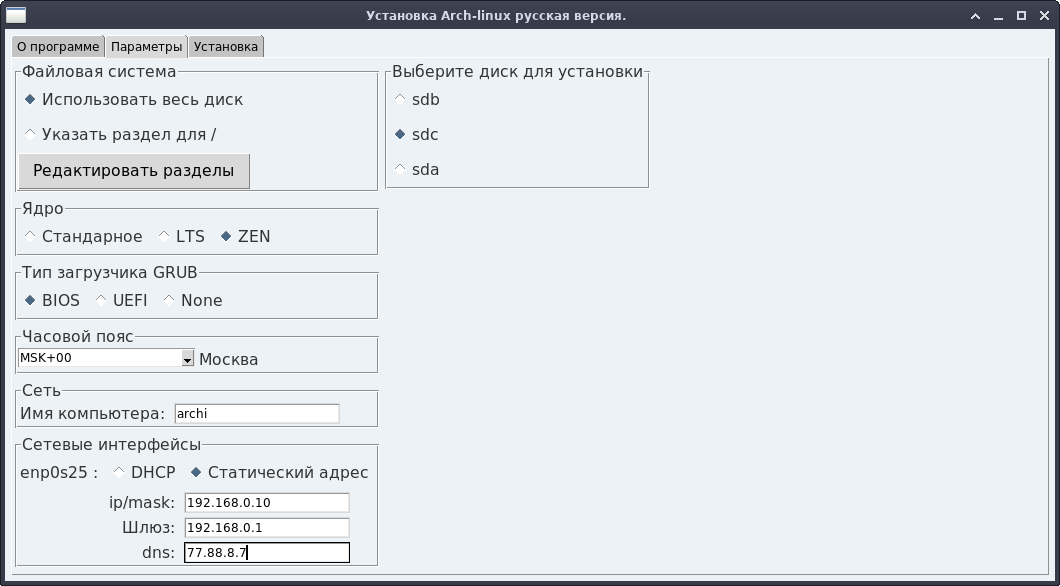 Установка Arch-linux русская версия.
О программе Параметры Установка
Файловая система
Использовать весь диск
Указать раздел для /
Редактировать разделы
Выберите диск для установки
sdb
sdc
sda
Ядро
Стандарное LTS ZEN
Тип загрузчика GRUB
BIOS UEFI None
Часовой пояс
MSK+00 Москва
Сеть
Имя компьютера: archi
Сетевые интерфейсы
enp0s25 : DHCP Статический адрес
ip/mask: 192.168.0.10
Шлюз: 192.168.0.1
dns: 77.88.8.7